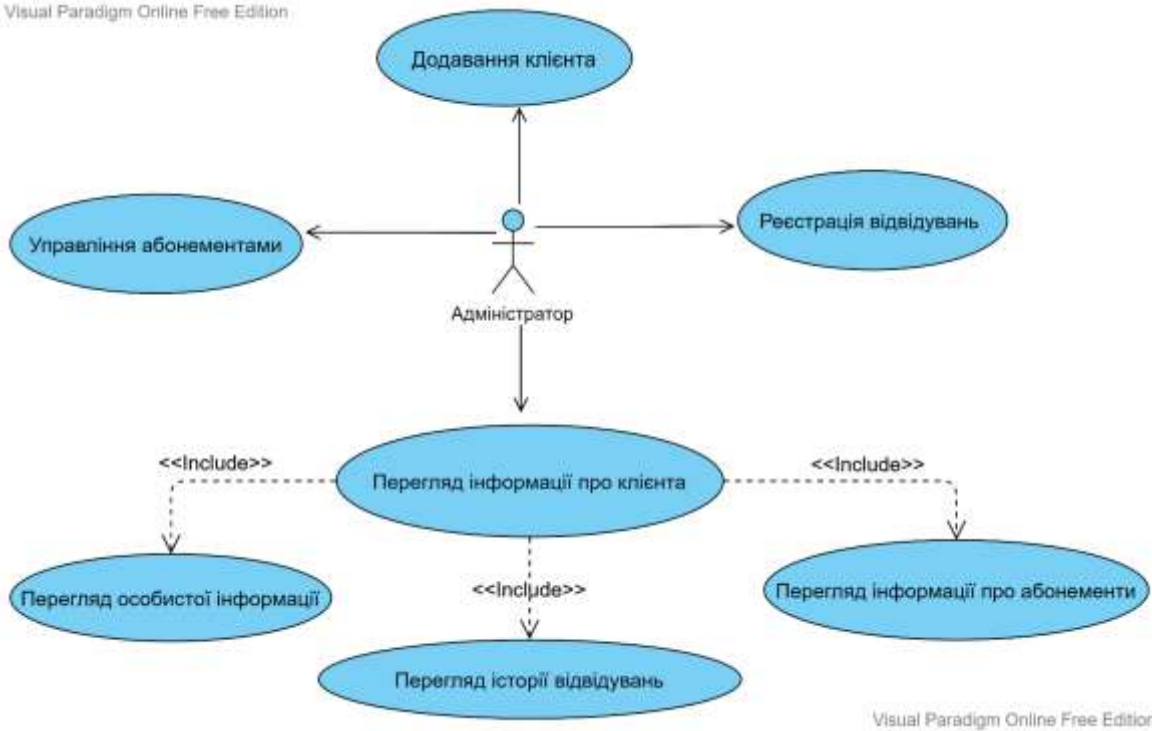 Visual Paradigm Online Free Edition
Додавання клієнта
Управління абонементами
Реєстрація відвідувань
Адміністратор
<<Include>>
Перегляд інформації про клієнта
<<Include>>
Перегляд особистої інформації
<<Include>>
Перегляд інформації про абонементи
Перегляд історії відвідувань
Visual Paradigm Online Free Edition